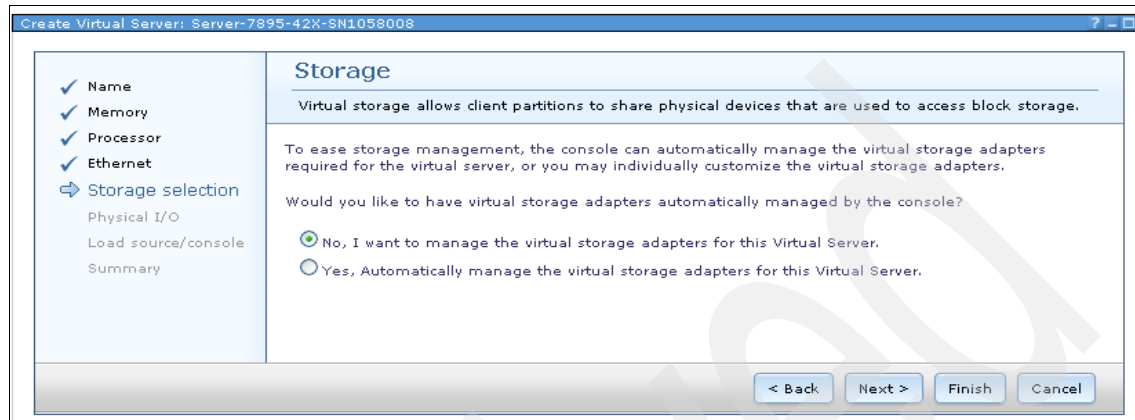 Create Virtual Server: Server-7895-42X-SN1058008
? – □
Name
Memory
Processor
Ethernet
Storage selection
Physical I/O
Load source/console
Summary
Storage
Virtual storage allows client partitions to share physical devices that are used to access block storage.
To ease storage management, the console can automatically manage the virtual storage adapters
required for the virtual server, or you may individually customize the virtual storage adapters.
Would you like to have virtual storage adapters automatically managed by the console?
No, I want to manage the virtual storage adapters for this Virtual Server.
Yes, Automatically manage the virtual storage adapters for this Virtual Server.
< Back
Next >
Finish
Cancel